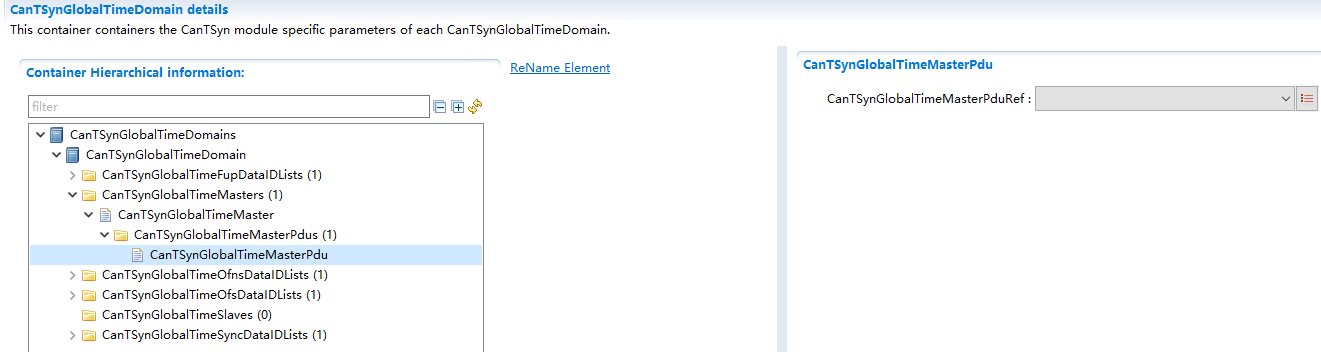 CanTSynGlobalTimeDomain details
This container containers the CanTSyn module specific parameters of each CanTSynGlobalTimeDomain.
Container Hierarchical information:
ReName Element
filter
CanTSynGlobalTimeDomains
CanTSynGlobalTimeDomain
CanTSynGlobalTimeFupDataIDLists (1)
CanTSynGlobalTimeMasters (1)
CanTSynGlobalTimeMaster
CanTSynGlobalTimeMasterPdus (1)
CanTSynGlobalTimeMasterPdu
CanTSynGlobalTimeOfnsDataIDLists (1)
CanTSynGlobalTimeOfsDataIDLists (1)
CanTSynGlobalTimeSlaves (0)
CanTSynGlobalTimeSyncDataIDLists (1)
CanTSynGlobalTimeMasterPdu
CanTSynGlobalTimeMasterPduRef :